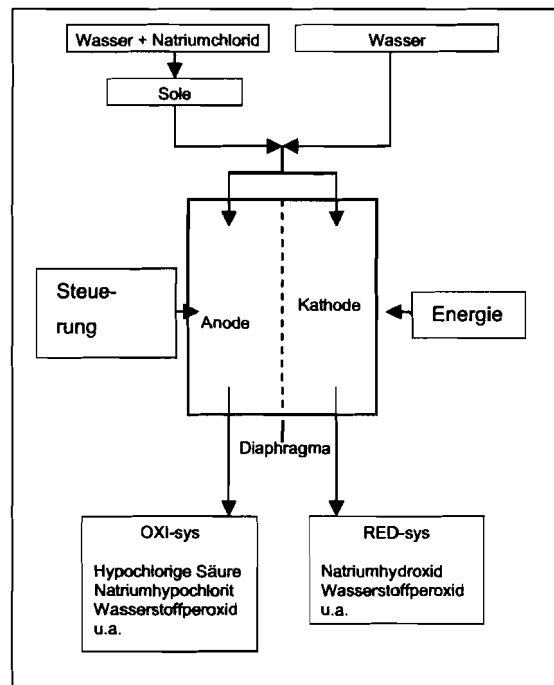 Wasser + Natriumchlorid
Wasser
Sole
Steue-
rung
Anode
Kathode
Energie
Diaphragma
OXI-sys
Hypochlorige Säure
Natriumhypochlorit
Wasserstoffperoxid
u.a.
RED-sys
Natriumhydroxid
Wasserstoffperoxid
u.a.